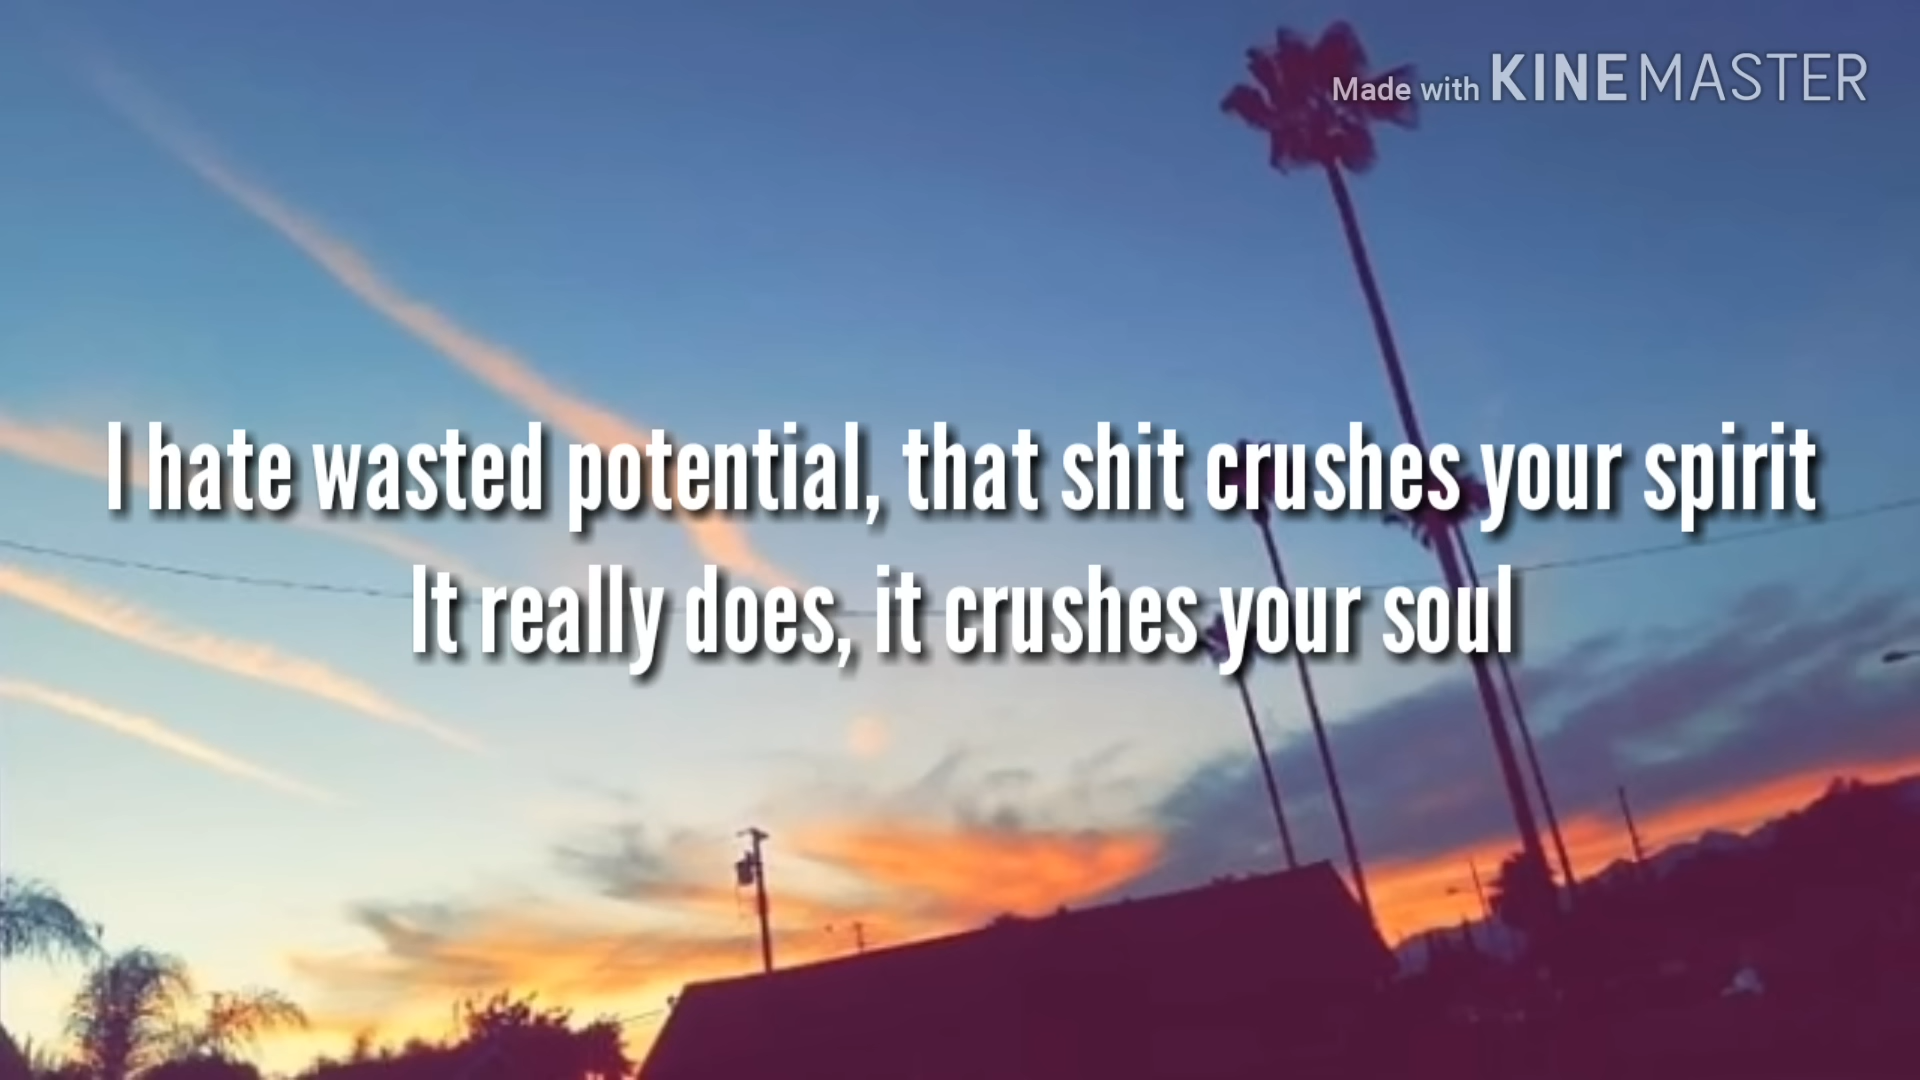 Made with KINEMASTER
I hate wasted potential, that shit crushes your spirit
It really does, it crushes your soul